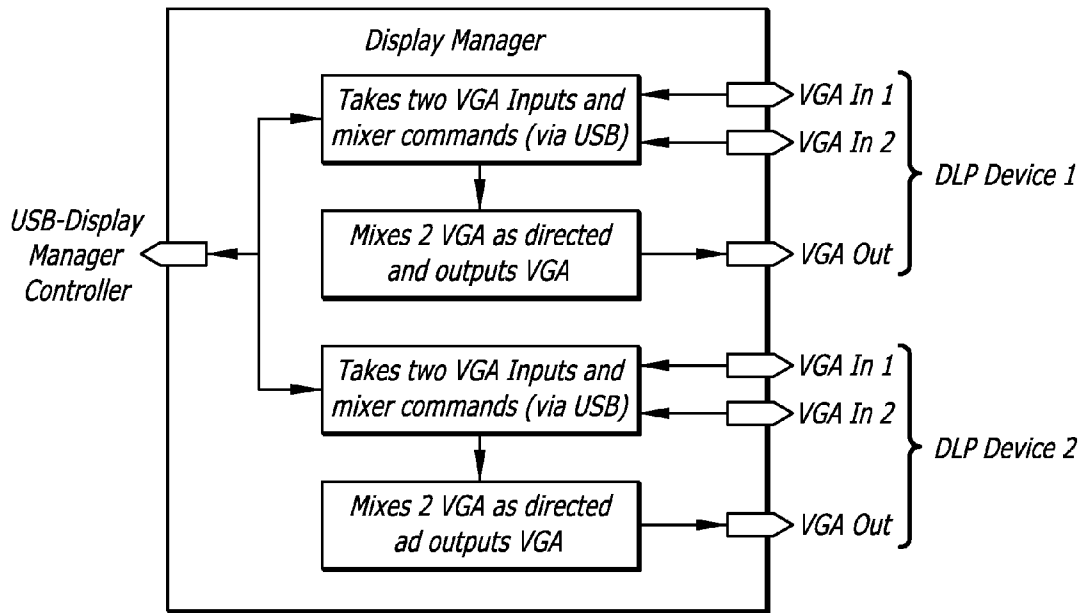 Display Manager
Takes two VGA Inputs and
mixer commands (via USB)
VGA In 1
VGA In 2
DLP Device 1
USB-Display
Manager
Controller
Mixes 2 VGA as directed
and outputs VGA
VGA Out
Takes two VGA Inputs and
mixer commands (via USB)
VGA In 1
VGA In 2
DLP Device 2
Mixes 2 VGA as directed
ad outputs VGA
VGA Out